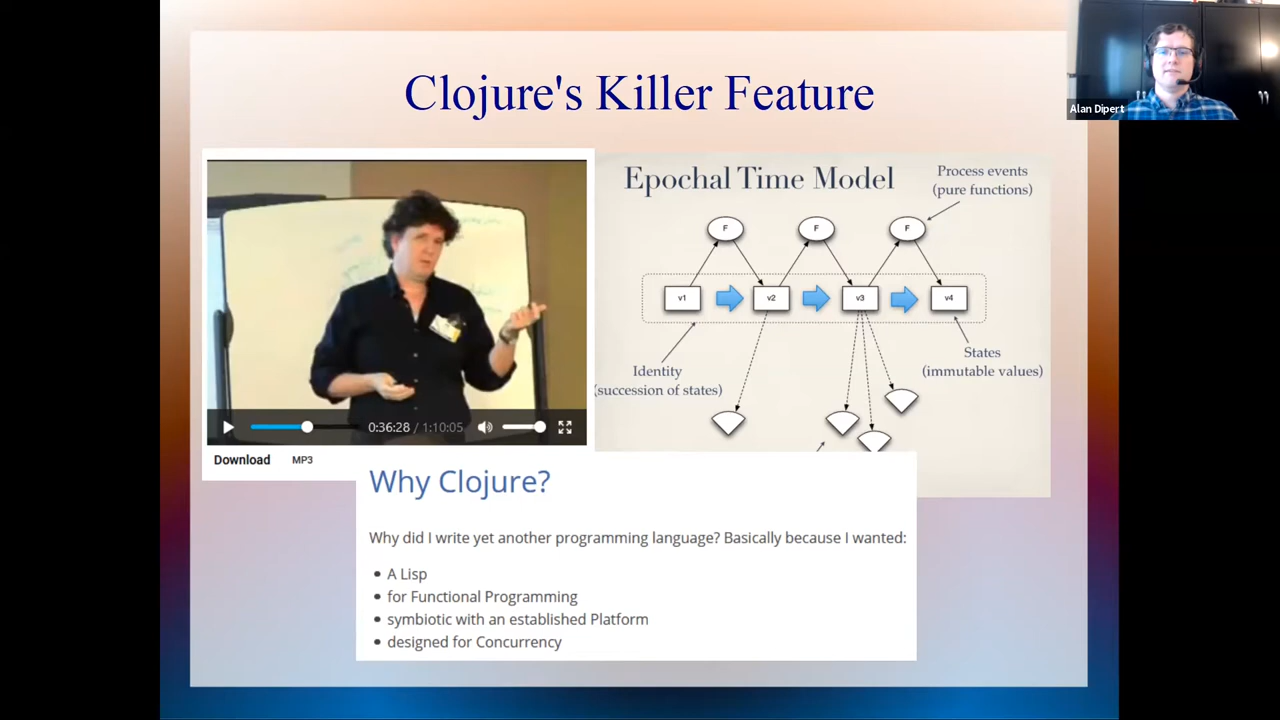 Clojure's Killer Feature
Alan Dipert
0:36:28 / 1:10:05
Download MP3
Epochal Time Model
Process events
(pure functions)
F F F
v1 v2 v3 v4
Identity
(succession of states)
States
(immutable values)
Why Clojure?
Why did I write yet another programming language? Basically because I wanted:
• A Lisp
• for Functional Programming
• symbiotic with an established Platform
• designed for Concurrency